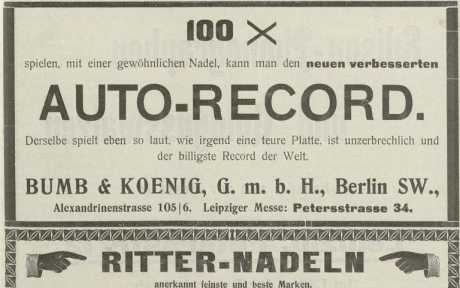 100 X
spielen, mit einer gewöhnlichen Nadel, kann man den neuen verbesserten
AUTO-RECORD.
Derselbe spielt eben so laut, wie irgend eine teure Platte, ist unzerbrechlich und
der billigste Record der Welt.
BUMB & KOENIG, G. m. b. H., Berlin SW.,
Alexandrinenstrasse 105|6. Leipziger Messe: Petersstrasse 34.
RITTER-NADELN
anerkannt feinste und beste Marken.